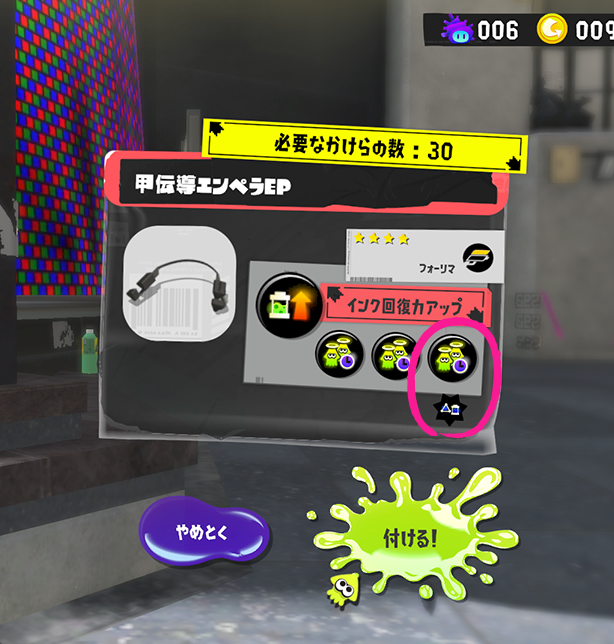 006
009
必要なかけらの数：30
甲伝導エンペラEP
フォーリマ
インク回復力アップ
やめとく
付ける！